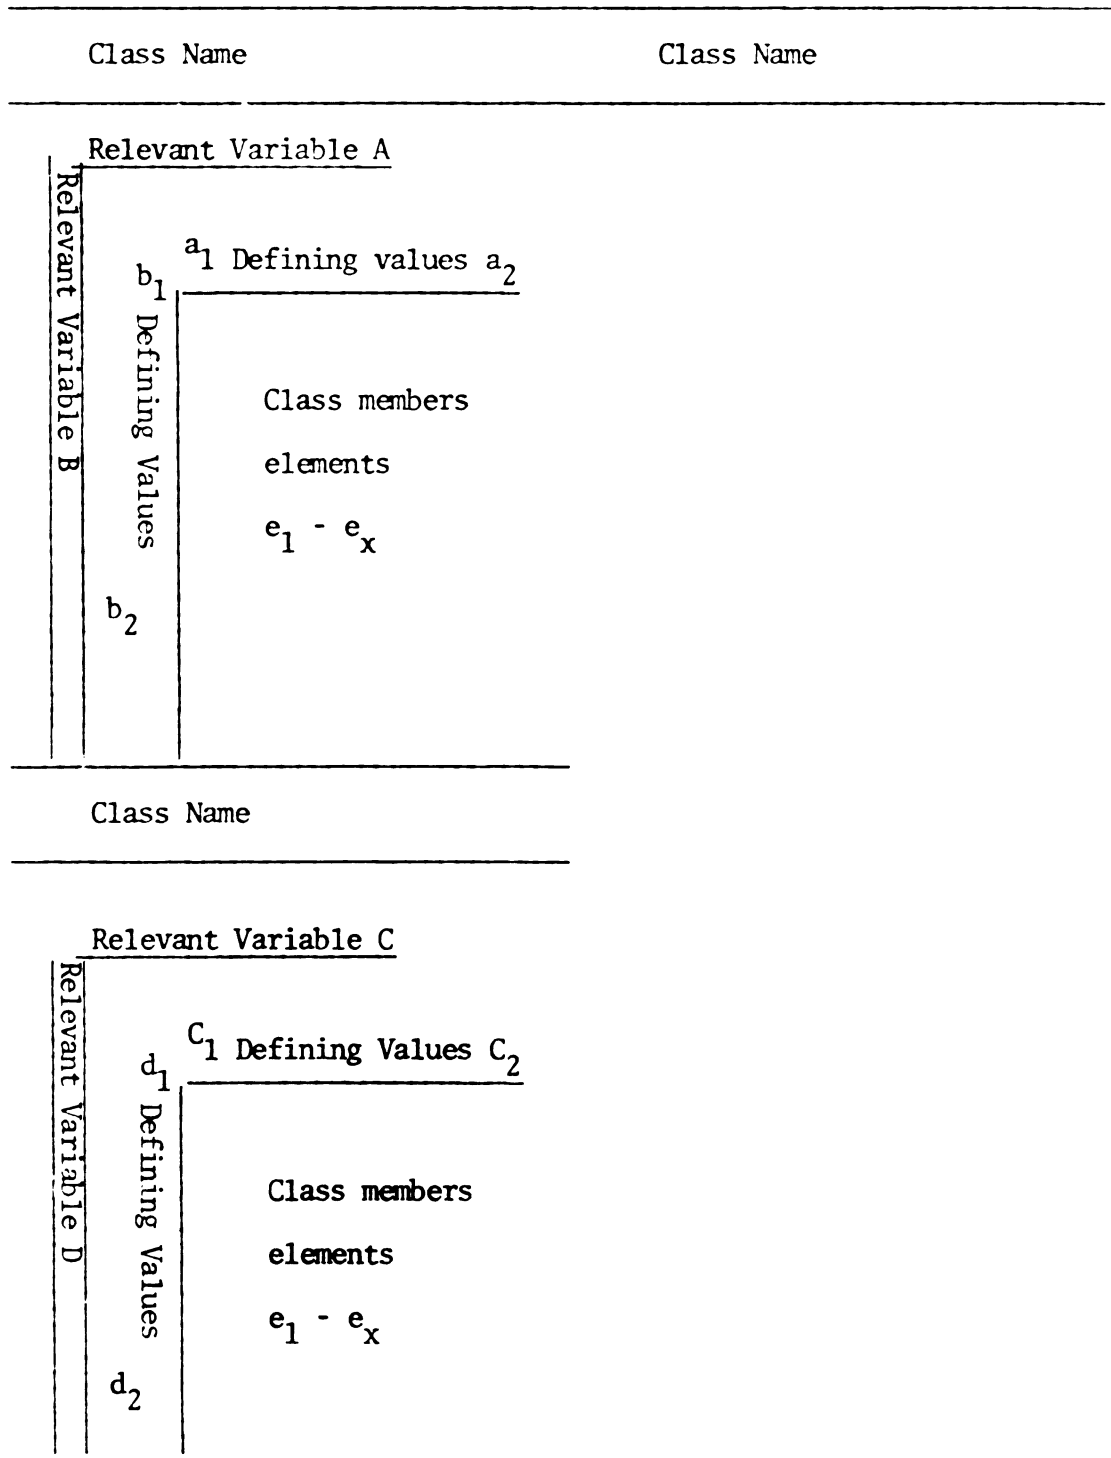 Class Name Class Name
Relevant Variable A
Relevant Variable B
a1 Defining values a2
b1
Defining Values
Class members
elements
e1 - ex
b2
Class Name
Relevant Variable C
Relevant Variable D
C1 Defining Values C2
d1
Defining Values
Class members
elements
e1 - ex
d2